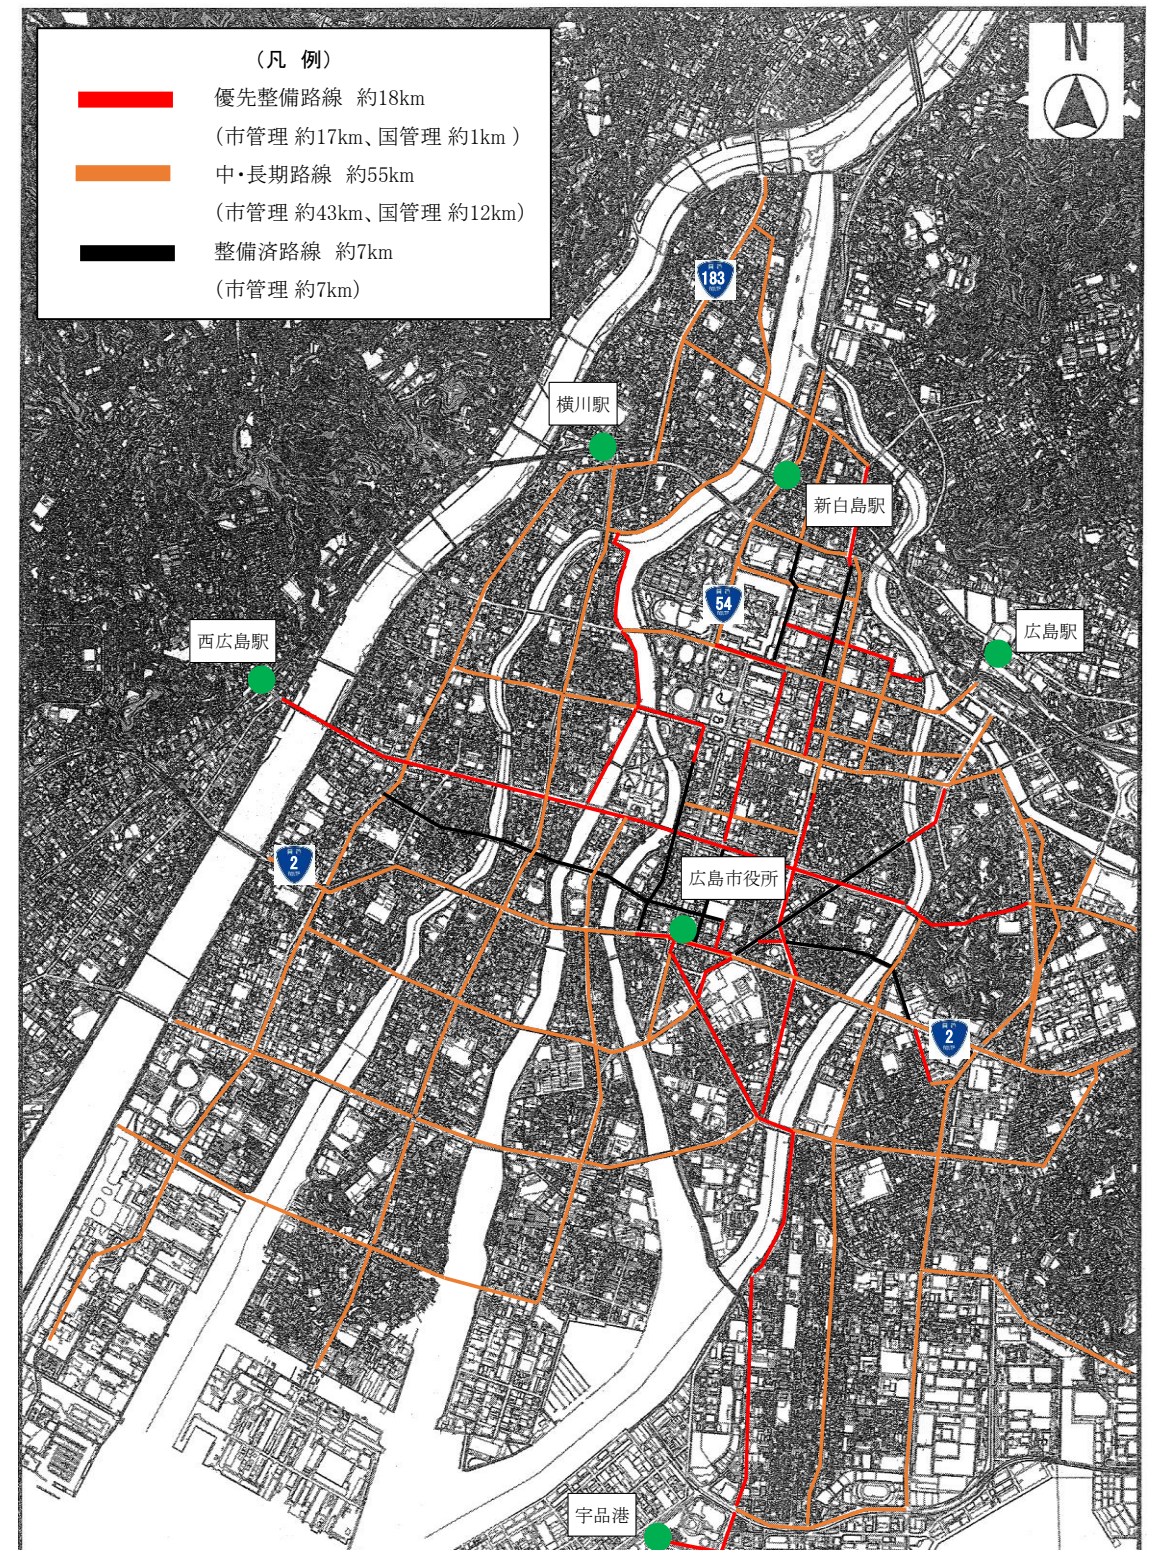 (凡 例)
優先整備路線 約18km
(市管理 約17km、国管理 約1km )
中・長期路線 約55km
(市管理 約43km、国管理 約12km)
整備済路線 約7km
(市管理 約7km)
N
183
横川駅
新白島駅
54
西広島駅
広島駅
2
広島市役所
2
宇品港